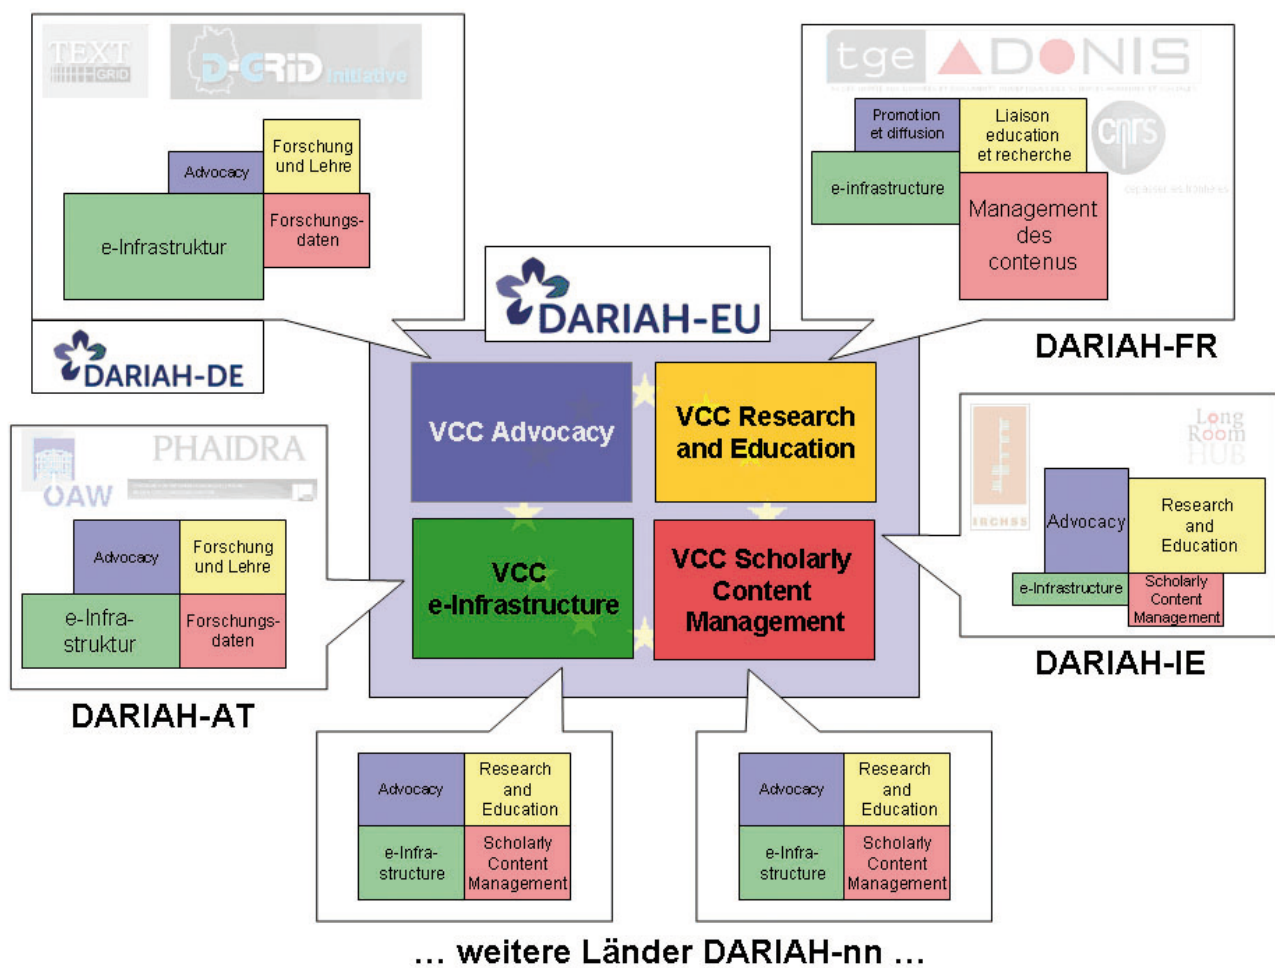 TEXT
GRID
D-GRID Initiative
Advocacy
Forschung
und Lehre
e-Infrastruktur
Forschungs-
daten
DARIAH-DE
tge ADONIS
cnrs
Promotion
et diffusion
Liaison
education
et recherche
e-infrastructure
Management
des
contenus
DARIAH-FR
DARIAH-EU
VCC Advocacy
VCC Research
and Education
VCC
e-Infrastructure
VCC Scholarly
Content
Management
ÖAW
PHAIDRA
Advocacy
Forschung
und Lehre
e-Infra-
struktur
Forschungs-
daten
DARIAH-AT
IRCHSS
Long
Room
HUB
Advocacy
Research
and
Education
e-Infrastructure
Scholarly
Content
Management
DARIAH-IE
Advocacy
Research
and
Education
e-Infra-
structure
Scholarly
Content
Management
Advocacy
Research
and
Education
e-Infra-
structure
Scholarly
Content
Management
... weitere Länder DARIAH-nn ...